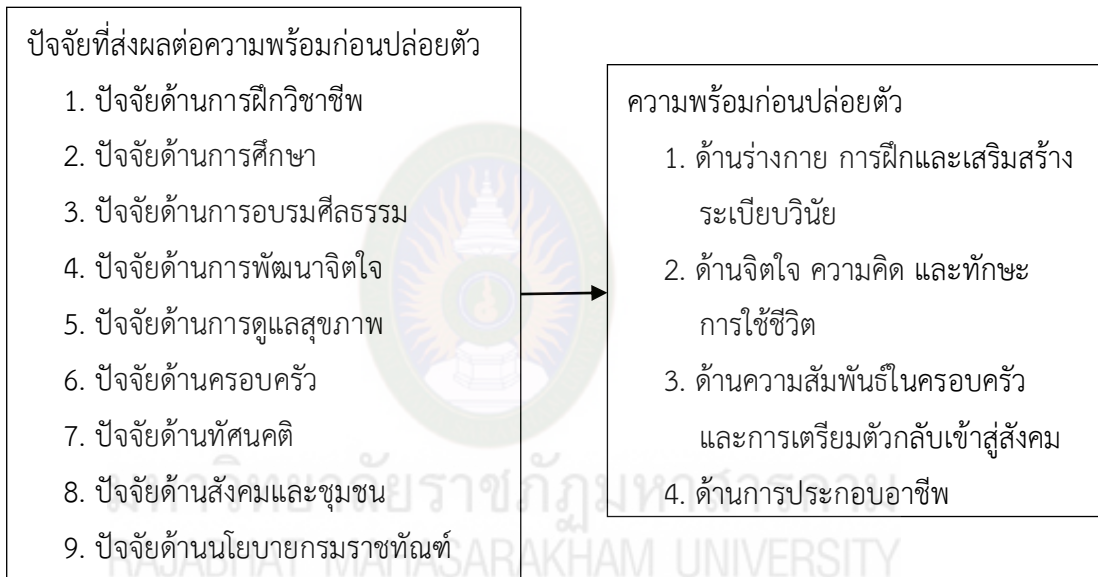 ปัจจัยที่ส่งผลต่อความพร้อมก่อนปล่อยตัว
1. ปัจจัยด้านการฝึกวิชาชีพ
2. ปัจจัยด้านการศึกษา
3. ปัจจัยด้านการอบรมศีลธรรม
4. ปัจจัยด้านการพัฒนาจิตใจ
5. ปัจจัยด้านการดูแลสุขภาพ
6. ปัจจัยด้านครอบครัว
7. ปัจจัยด้านทัศนคติ
8. ปัจจัยด้านสังคมและชุมชน
9. ปัจจัยด้านนโยบายกรมราชทัณฑ์
ความพร้อมก่อนปล่อยตัว
1. ด้านร่างกาย การฝึกและเสริมสร้าง
ระเบียบวินัย
2. ด้านจิตใจ ความคิด และทักษะ
การใช้ชีวิต
3. ด้านความสัมพันธ์ในครอบครัว
และการเตรียมตัวกลับเข้าสู่สังคม
4. ด้านการประกอบอาชีพ
มหาวิทยาลัยราชภัฏมหาสารคาม
RAJABHAT MAHASARAKHAM UNIVERSITY